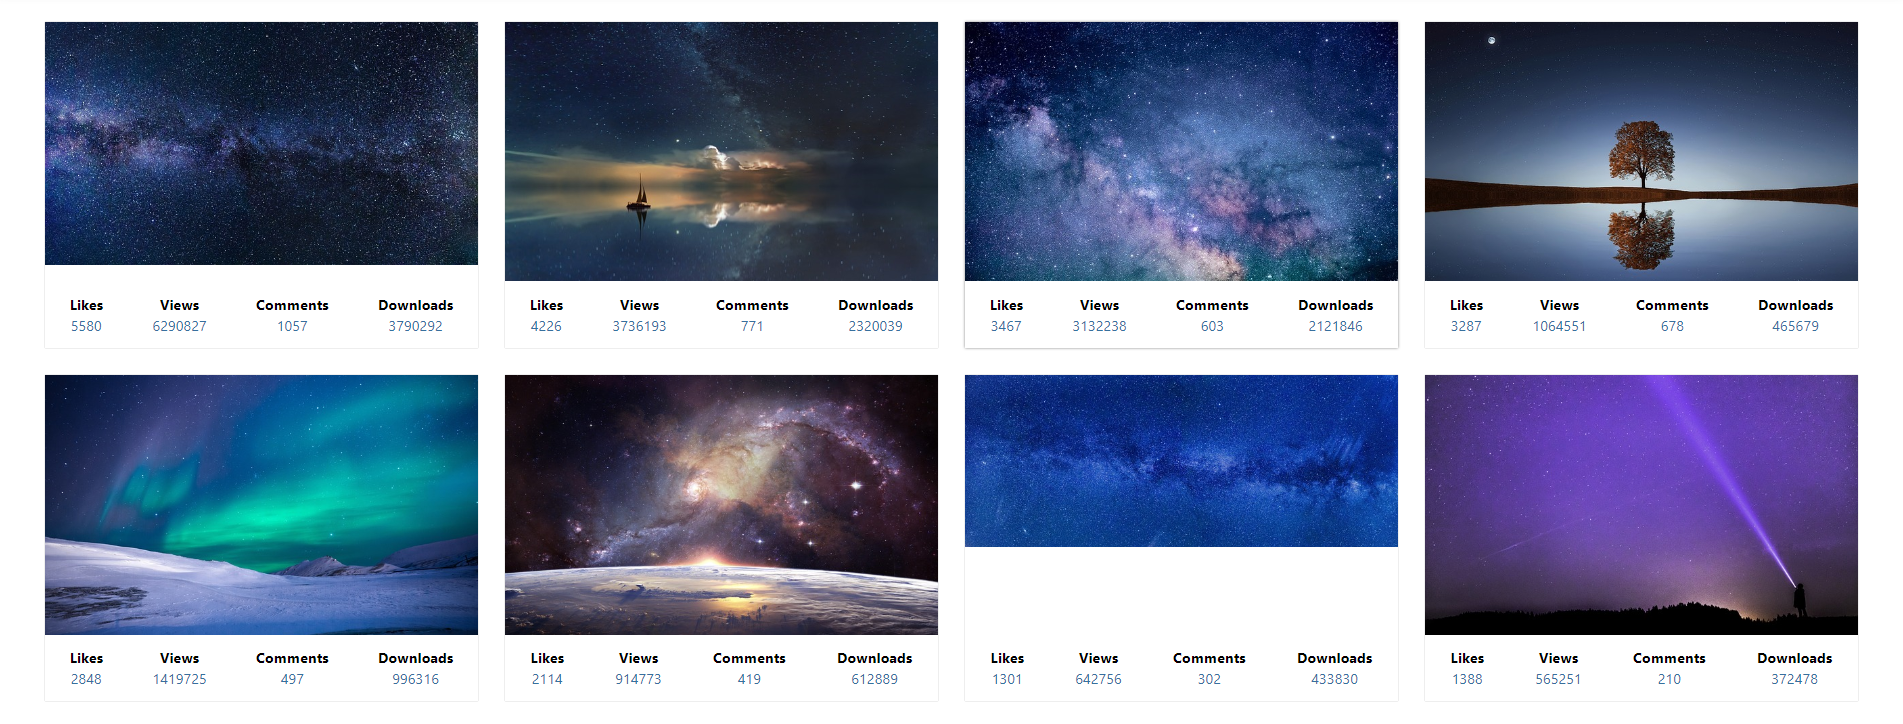 Likes Views Comments Downloads
5580 6290827 1057 3790292
Likes Views Comments Downloads
4226 3736193 771 2320039
Likes Views Comments Downloads
3467 3132238 603 2121846
Likes Views Comments Downloads
3287 1064551 678 465679
Likes Views Comments Downloads
2848 1419725 497 996316
Likes Views Comments Downloads
2114 914773 419 612889
Likes Views Comments Downloads
1301 642756 302 433830
Likes Views Comments Downloads
1388 565251 210 372478